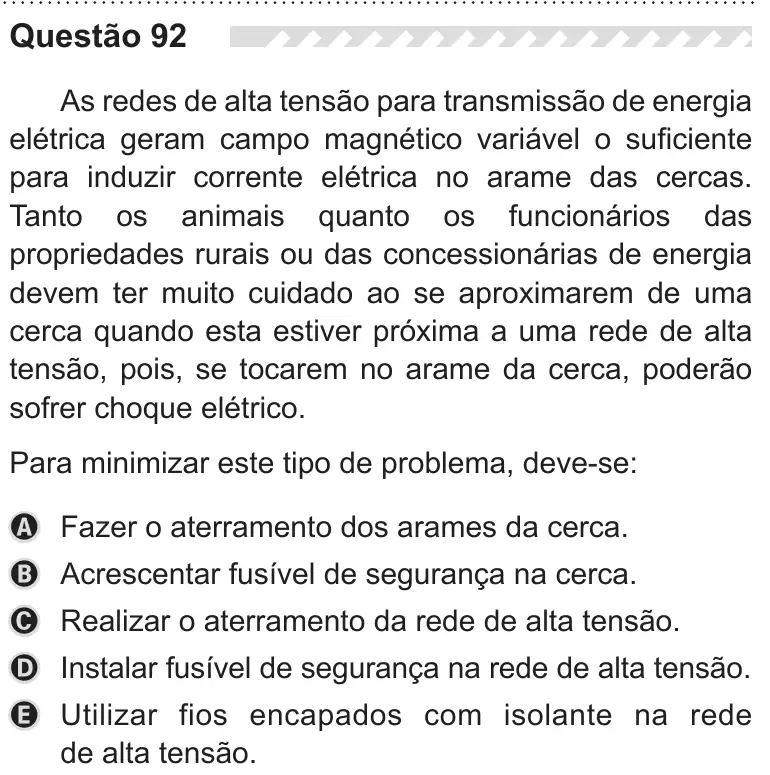 Questão 92
As redes de alta tensão para transmissão de energia
elétrica geram campo magnético variável o suficiente
para induzir corrente elétrica no arame das cercas.
Tanto os animais quanto os funcionários das
propriedades rurais ou das concessionárias de energia
devem ter muito cuidado ao se aproximarem de uma
cerca quando esta estiver próxima a uma rede de alta
tensão, pois, se tocarem no arame da cerca, poderão
sofrer choque elétrico.
Para minimizar este tipo de problema, deve-se:
A Fazer o aterramento dos arames da cerca.
B Acrescentar fusível de segurança na cerca.
C Realizar o aterramento da rede de alta tensão.
D Instalar fusível de segurança na rede de alta tensão.
E Utilizar fios encapados com isolante na rede
de alta tensão.